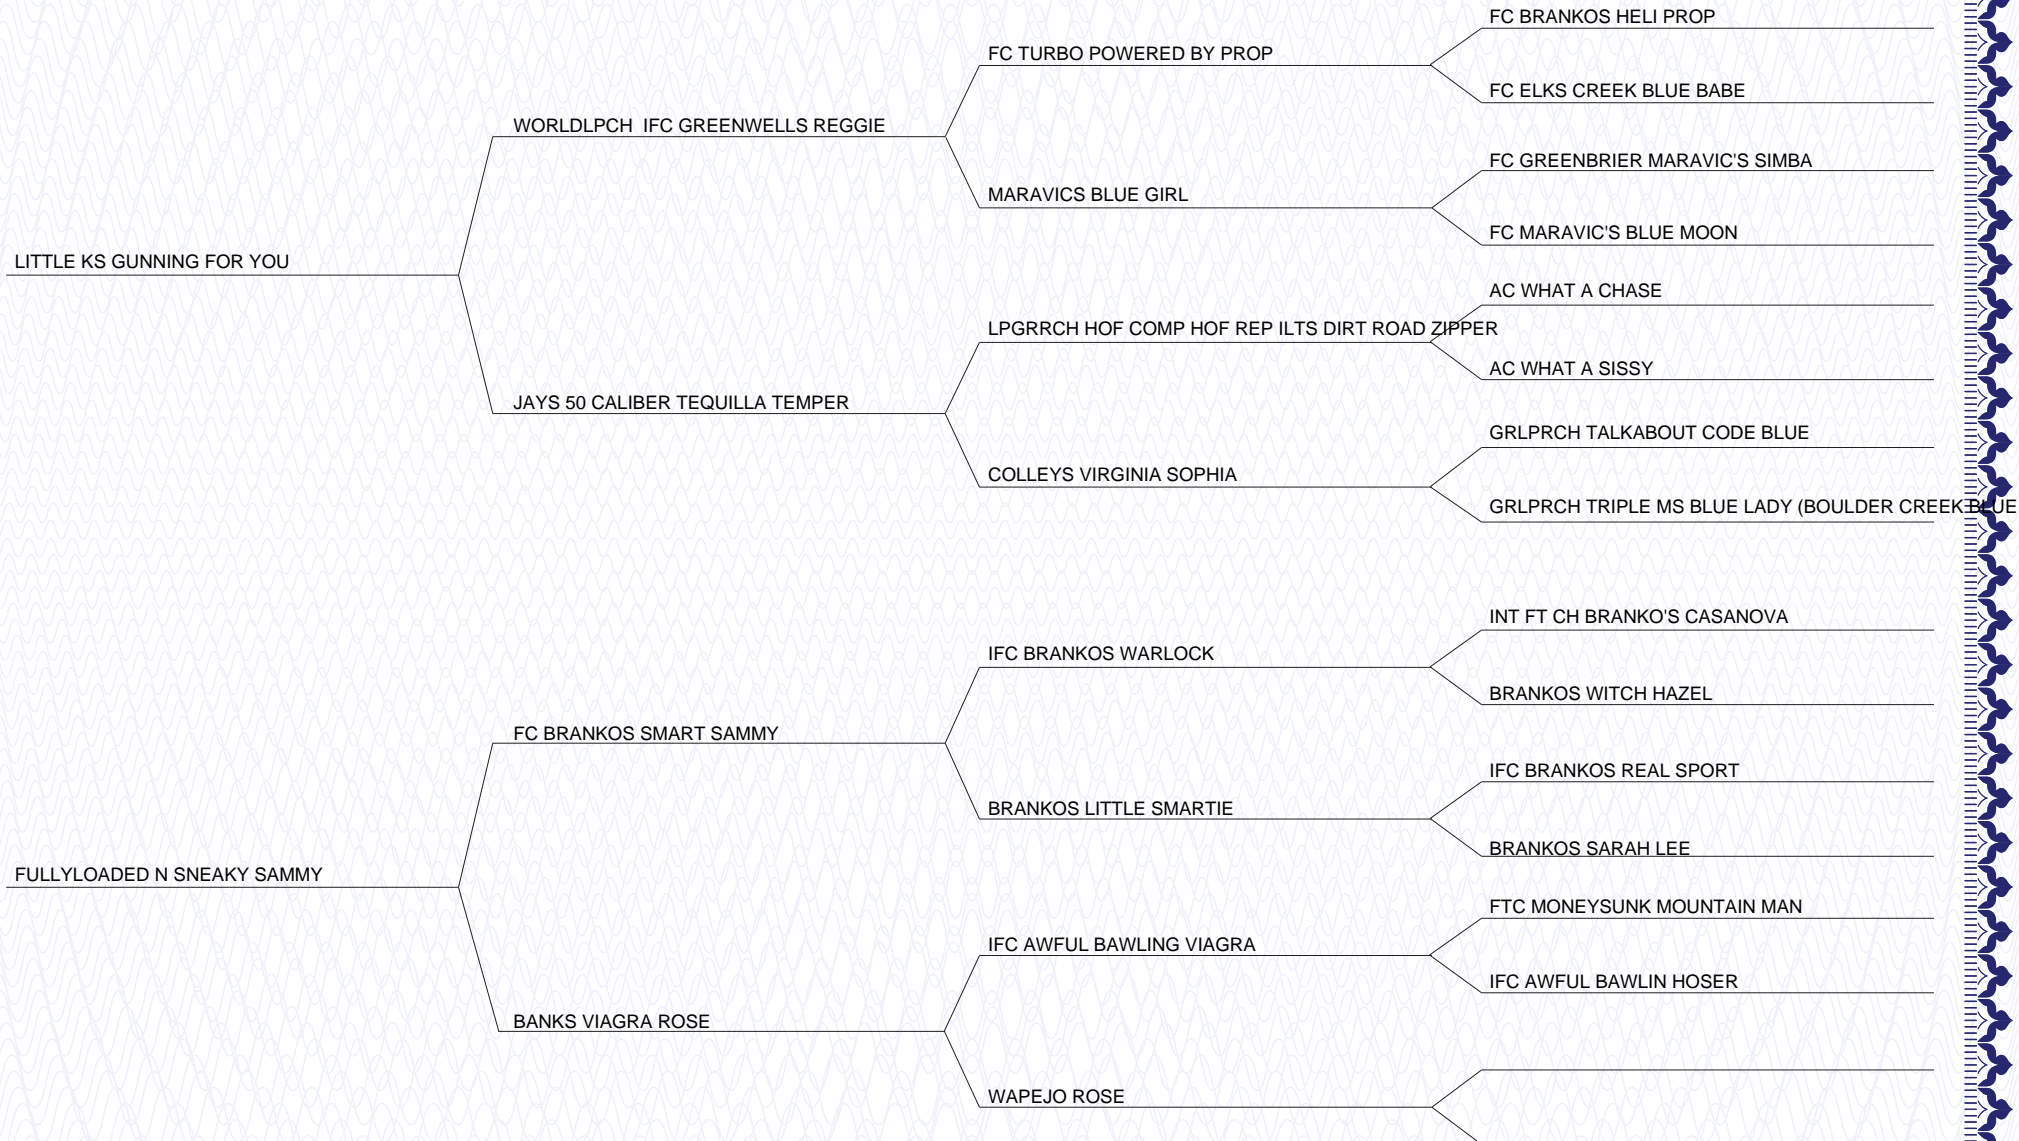 FC BRANKOS HELI PROP
FC TURBO POWERED BY PROP
FC ELKS CREEK BLUE BABE
WORLDLPCH  IFC GREENWELLS REGGIE
FC GREENBRIER MARAVIC'S SIMBA
MARAVICS BLUE GIRL
FC MARAVIC'S BLUE MOON
LITTLE KS GUNNING FOR YOU
AC WHAT A CHASE
LPGRRCH HOF COMP HOF REP ILTS DIRT ROAD ZIPPER
AC WHAT A SISSY
JAYS 50 CALIBER TEQUILLA TEMPER
GRLPRCH TALKABOUT CODE BLUE
COLLEYS VIRGINIA SOPHIA
GRLPRCH TRIPLE MS BLUE LADY (BOULDER CREEK BLUE
INT FT CH BRANKO'S CASANOVA
IFC BRANKOS WARLOCK
BRANKOS WITCH HAZEL
FC BRANKOS SMART SAMMY
IFC BRANKOS REAL SPORT
BRANKOS LITTLE SMARTIE
BRANKOS SARAH LEE
FULLYLOADED N SNEAKY SAMMY
FTC MONEYSUNK MOUNTAIN MAN
IFC AWFUL BAWLING VIAGRA
IFC AWFUL BAWLIN HOSER
BANKS VIAGRA ROSE
WAPEJO ROSE